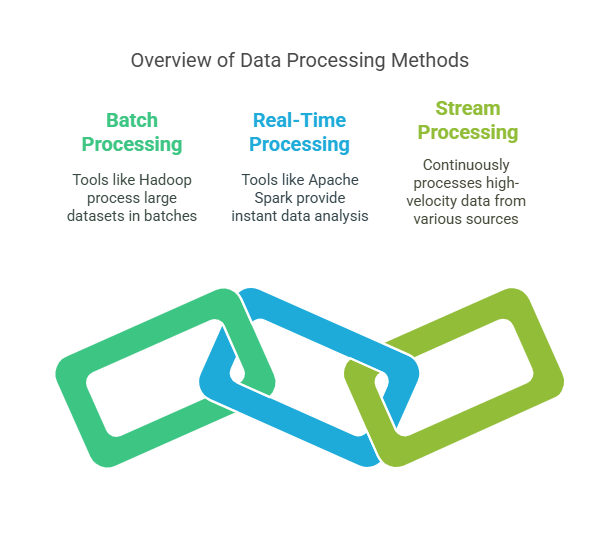 Overview of Data Processing Methods
Batch
Processing
Tools like Hadoop
process large
datasets in batches
Real-Time
Processing
Tools like Apache
Spark provide
instant data analysis
Stream
Processing
Continuously
processes high-
velocity data from
various sources